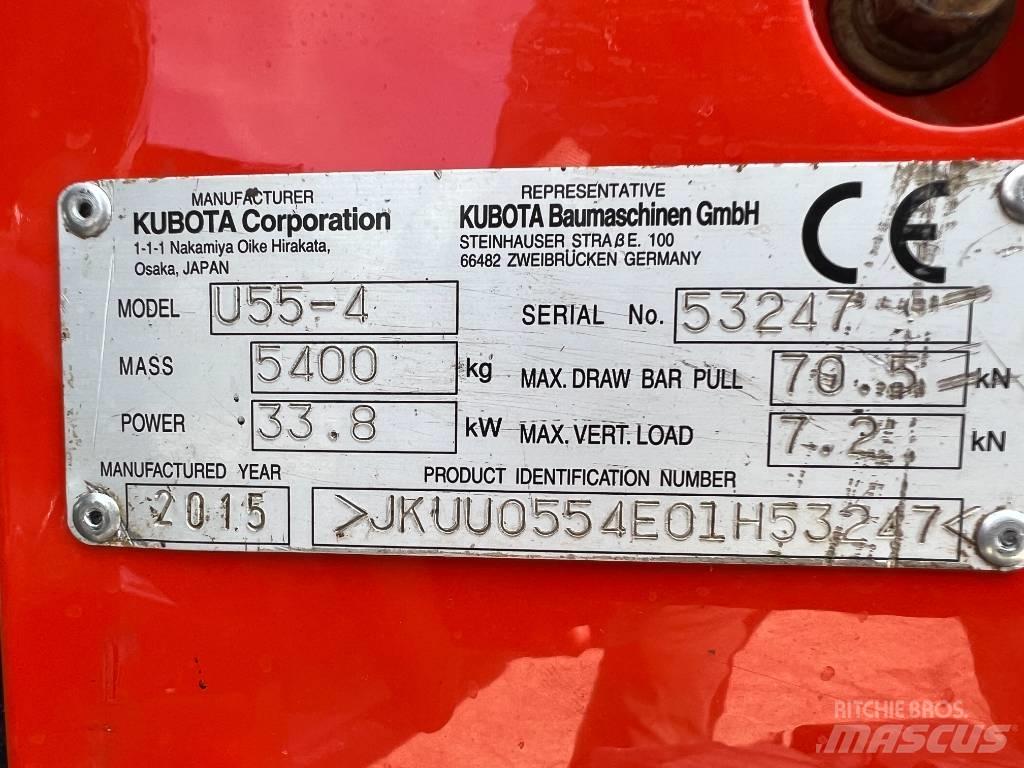 MANUFACTURER
KUBOTA Corporation
1-1-1 Nakamiya Oike Hirakata,
Osaka, JAPAN
REPRESENTATIVE
KUBOTA Baumaschinen GmbH
STEINHAUSER STRAßE. 100
66482 ZWEIBRÜCKEN GERMANY
CE
MODEL U55-4
SERIAL No. 53247
MASS 5400 kg
MAX. DRAW BAR PULL 70.5 kN
POWER 33.8 kW
MAX. VERT. LOAD 7.2 kN
MANUFACTURED YEAR
2015
PRODUCT IDENTIFICATION NUMBER
>JKUU0554E01H53247<
RITCHIE BROS.
MASCUS